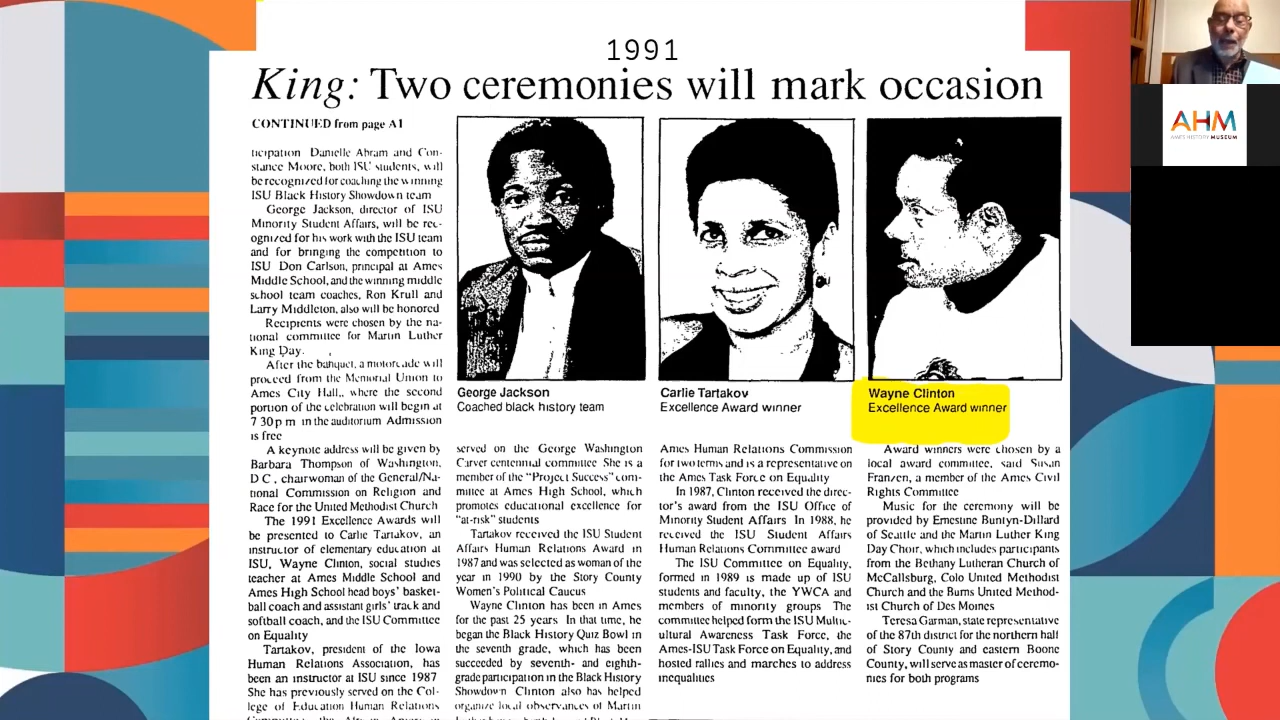 1991
King: Two ceremonies will mark occasion
CONTINUED from page A1
ticipation Danielle Abram and Con-
stance Moore, both ISU students, will
be recognized for coaching the winning
ISU Black History Showdown team
George Jackson, director of ISU
Minority Student Affairs, will be rec-
ognized for his work with the ISU team
and for bringing the competition to
ISU Don Carlson, principal at Ames
Middle School, and the winning middle
school team coaches, Ron Krull and
Larry Middleton, also will be honored
Recipients were chosen by the na-
tional committee for Martin Luther
King Day.
After the banquet, a motorcade will
proceed from the Memorial Union to
Ames City Hall, where the second
portion of the celebration will begin at
7 30 p m in the auditorium Admission
is free
A keynote address will be given by
Barbara Thompson of Washington,
D C , chairwoman of the General/Na-
tional Commission on Religion and
Race for the United Methodist Church
The 1991 Excellence Awards will
be presented to Carlie Tartakov, an
instructor of elementary education at
ISU, Wayne Clinton, social studies
teacher at Ames Middle School and
Ames High School head boys' basket-
ball coach and assistant girls' track and
softball coach, and the ISU Committee
on Equality
Tartakov, president of the Iowa
Human Relations Association, has
been an instructor at ISU since 1987
She has previously served on the Col-
lege of Education Human Relations
George Jackson
Coached black history team
served on the George Washington
Carver centennial committee She is a
member of the "Project Success" com-
mittee at Ames High School, which
promotes educational excellence for
"at-risk" students
Tartakov received the ISU Student
Affairs Human Relations Award in
1987 and was selected as woman of the
year in 1990 by the Story County
Women's Political Caucus
Wayne Clinton has been in Ames
for the past 25 years In that time, he
began the Black History Quiz Bowl in
the seventh grade, which has been
succeeded by seventh- and eighth-
grade participation in the Black History
Showdown Clinton also has helped
organize local observances of Martin
Carlie Tartakov
Excellence Award winner
Ames Human Relations Commission
for two terms and is a representative on
the Ames Task Force on Equality
In 1987, Clinton received the direc-
tor's award from the ISU Office of
Minority Student Affairs In 1988, he
received the ISU Student Affairs
Human Relations Committee award
The ISU Committee on Equality,
formed in 1989 is made up of ISU
students and faculty, the YWCA and
members of minority groups The
committee helped form the ISU Multic-
ultural Awareness Task Force, the
Ames-ISU Task Force on Equality, and
hosted rallies and marches to address
inequalities
Wayne Clinton
Excellence Award winner
Award winners were chosen by a
local award committee, said Susan
Franzen, a member of the Ames Civil
Rights Committee
Music for the ceremony will be
provided by Ernestine Buntyn-Dillard
of Seattle and the Martin Luther King
Day Choir, which includes participants
from the Bethany Lutheran Church of
McCallsburg, Colo United Methodist
Church and the Burns United Method-
ist Church of Des Moines
Teresa Garman, state representative
of the 87th district for the northern half
of Story County and eastern Boone
County, will serve as master of ceremo-
nies for both programs
AHM
AMES HISTORY MUSEUM